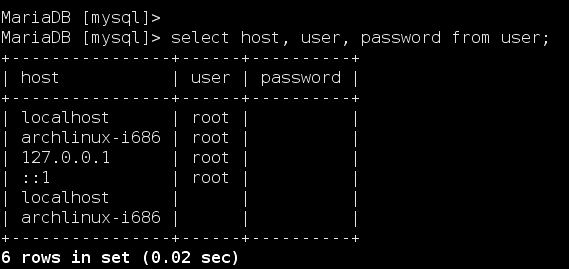 MariaDB [mysql]>
MariaDB [mysql]> select host, user, password from user;
+----------------+------+----------+
| host           | user | password |
+----------------+------+----------+
| localhost      | root |          |
| archlinux-i686 | root |          |
| 127.0.0.1      | root |          |
| ::1            | root |          |
| localhost      |      |          |
| archlinux-i686 |      |          |
+----------------+------+----------+
6 rows in set (0.02 sec)